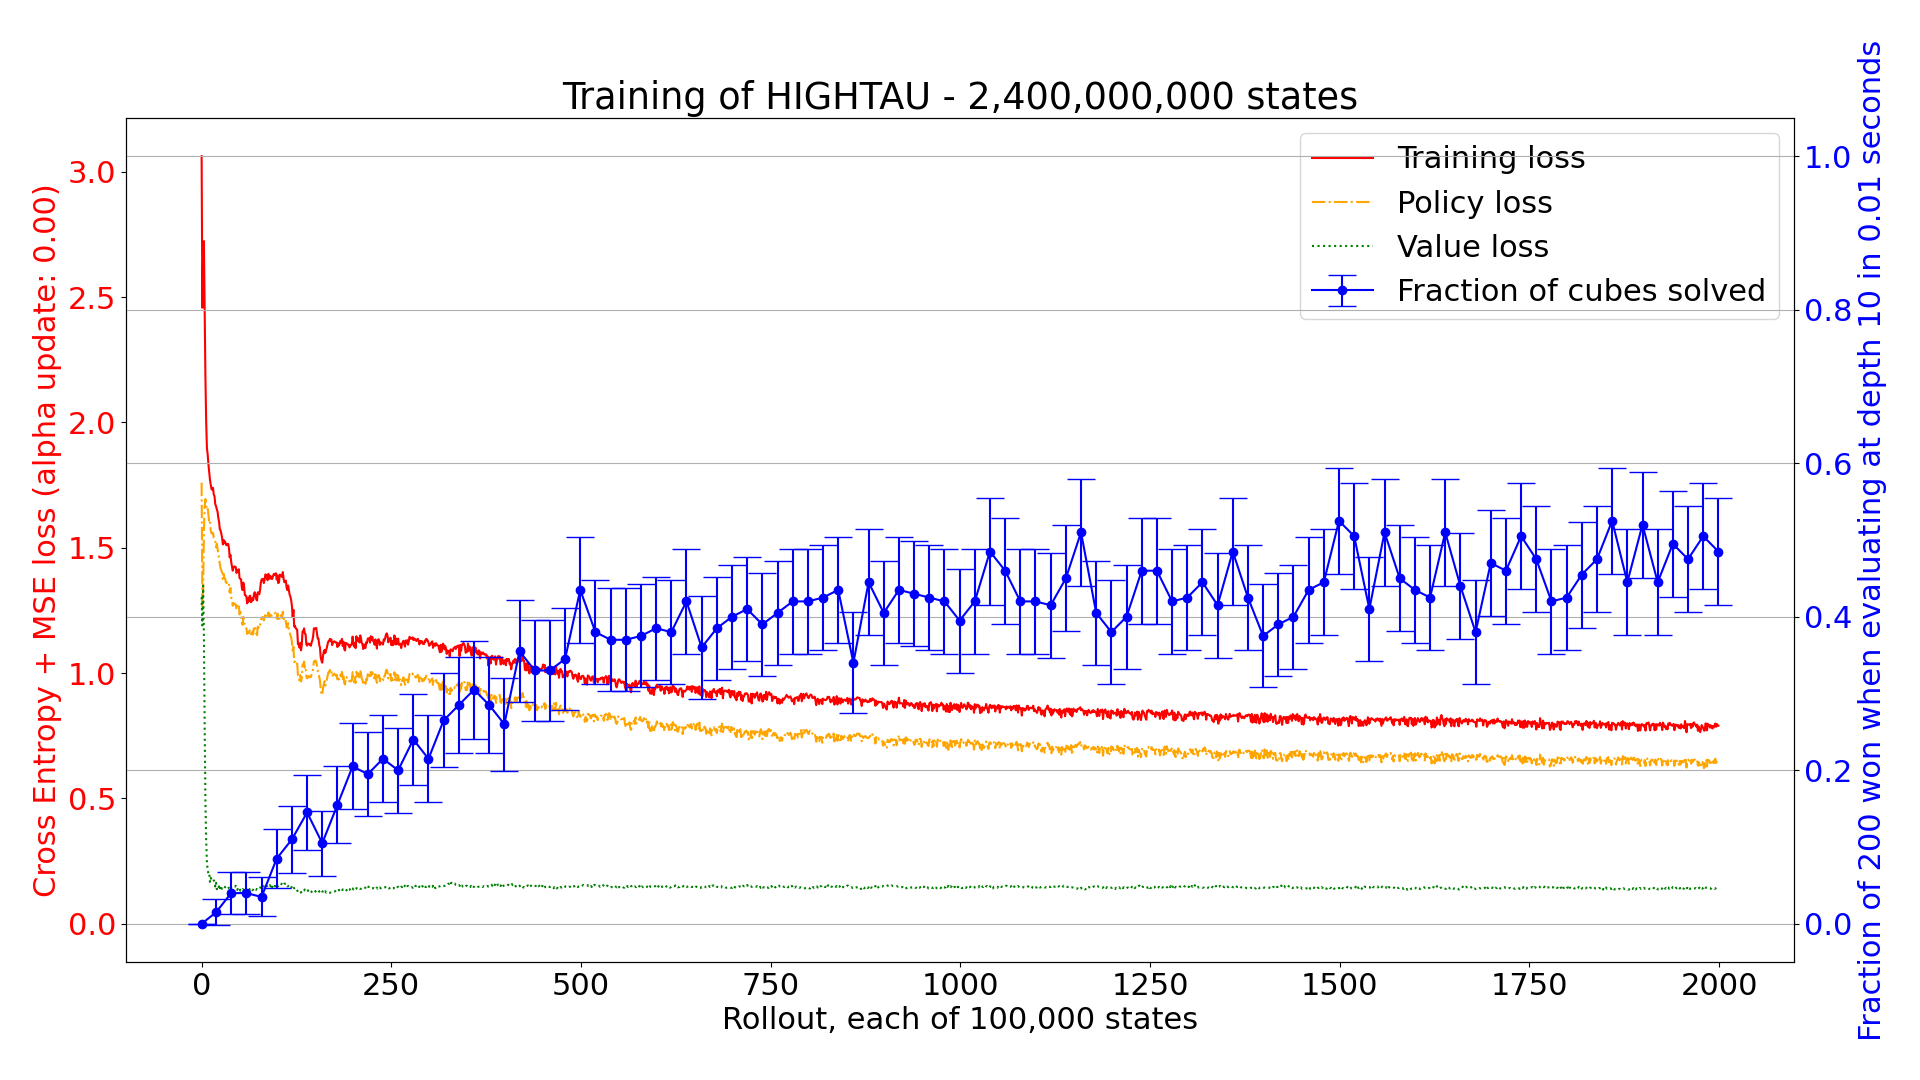 Training of HIGHTAU - 2,400,000,000 states
Cross Entropy + MSE loss (alpha update: 0.00)
3.0
2.5
2.0
1.5
1.0
0.5
0.0
Training loss
Policy loss
Value loss
Fraction of cubes solved
1.0
0.8
0.6
0.4
0.2
0.0
Fraction of 200 won when evaluating at depth 10 in 0.01 seconds
0 250 500 750 1000 1250 1500 1750 2000
Rollout, each of 100,000 states